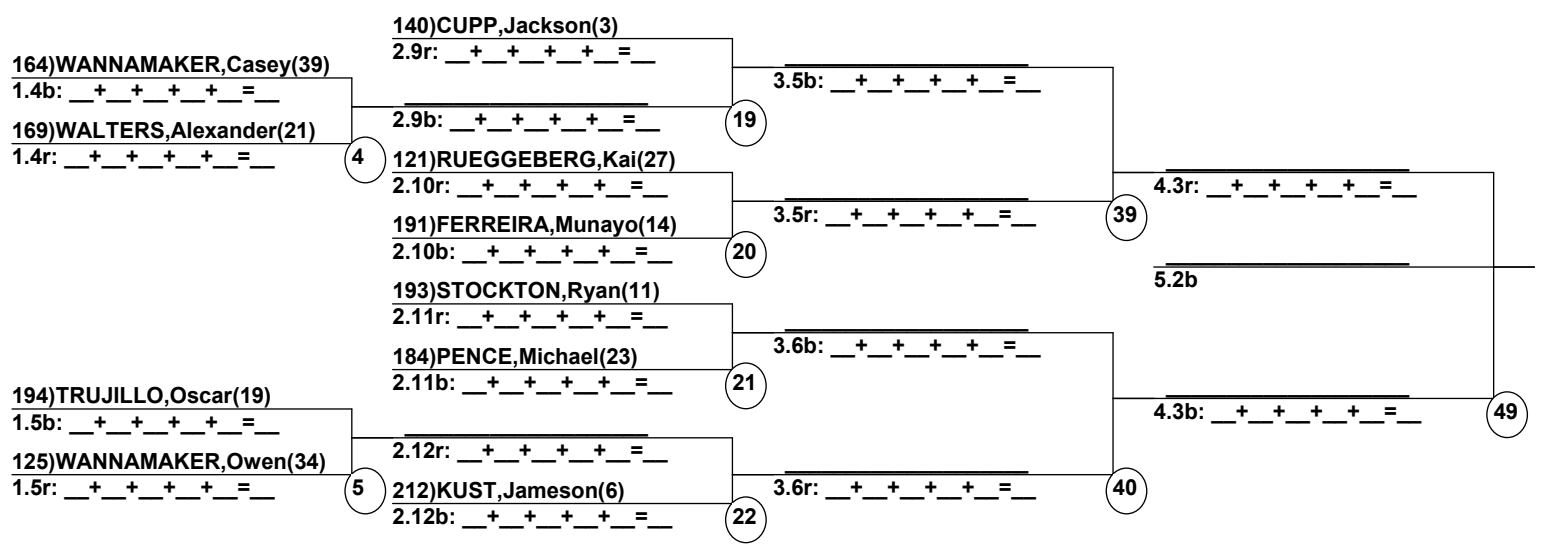 140)CUPP,Jackson(3)
2.9r: __+__+__+__+__=__
164)WANNAMAKER,Casey(39)
1.4b: __+__+__+__+__=__
3.5b: __+__+__+__+__=__
2.9b: __+__+__+__+__=__
19
169)WALTERS,Alexander(21)
1.4r: __+__+__+__+__=__
4
121)RUEGGEBERG,Kai(27)
2.10r: __+__+__+__+__=__
4.3r: __+__+__+__+__=__
3.5r: __+__+__+__+__=__
39
191)FERREIRA,Munayo(14)
2.10b: __+__+__+__+__=__
20
5.2b
193)STOCKTON,Ryan(11)
2.11r: __+__+__+__+__=__
3.6b: __+__+__+__+__=__
184)PENCE,Michael(23)
2.11b: __+__+__+__+__=__
21
194)TRUJILLO,Oscar(19)
1.5b: __+__+__+__+__=__
4.3b: __+__+__+__+__=__
49
2.12r: __+__+__+__+__=__
125)WANNAMAKER,Owen(34)
1.5r: __+__+__+__+__=__
5
3.6r: __+__+__+__+__=__
40
212)KUST,Jameson(6)
2.12b: __+__+__+__+__=__
22